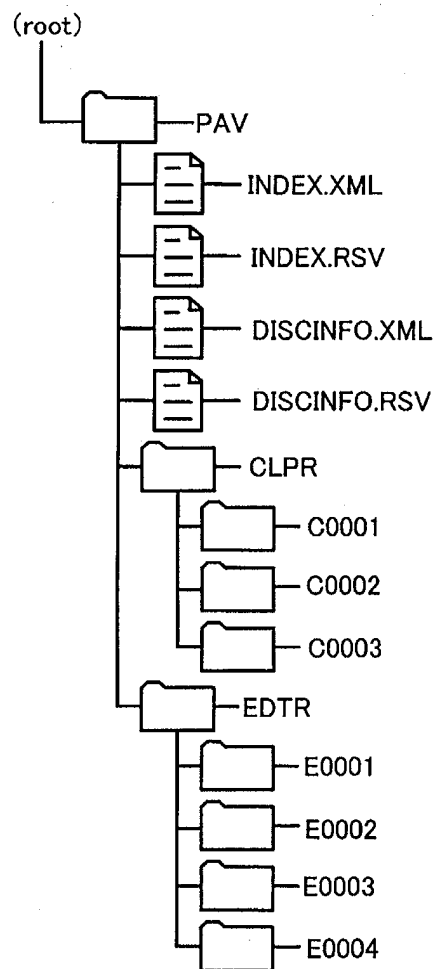 (root)
PAV
INDEX.XML
INDEX.RSV
DISCINFO.XML
DISCINFO.RSV
CLPR
C0001
C0002
C0003
EDTR
E0001
E0002
E0003
E0004